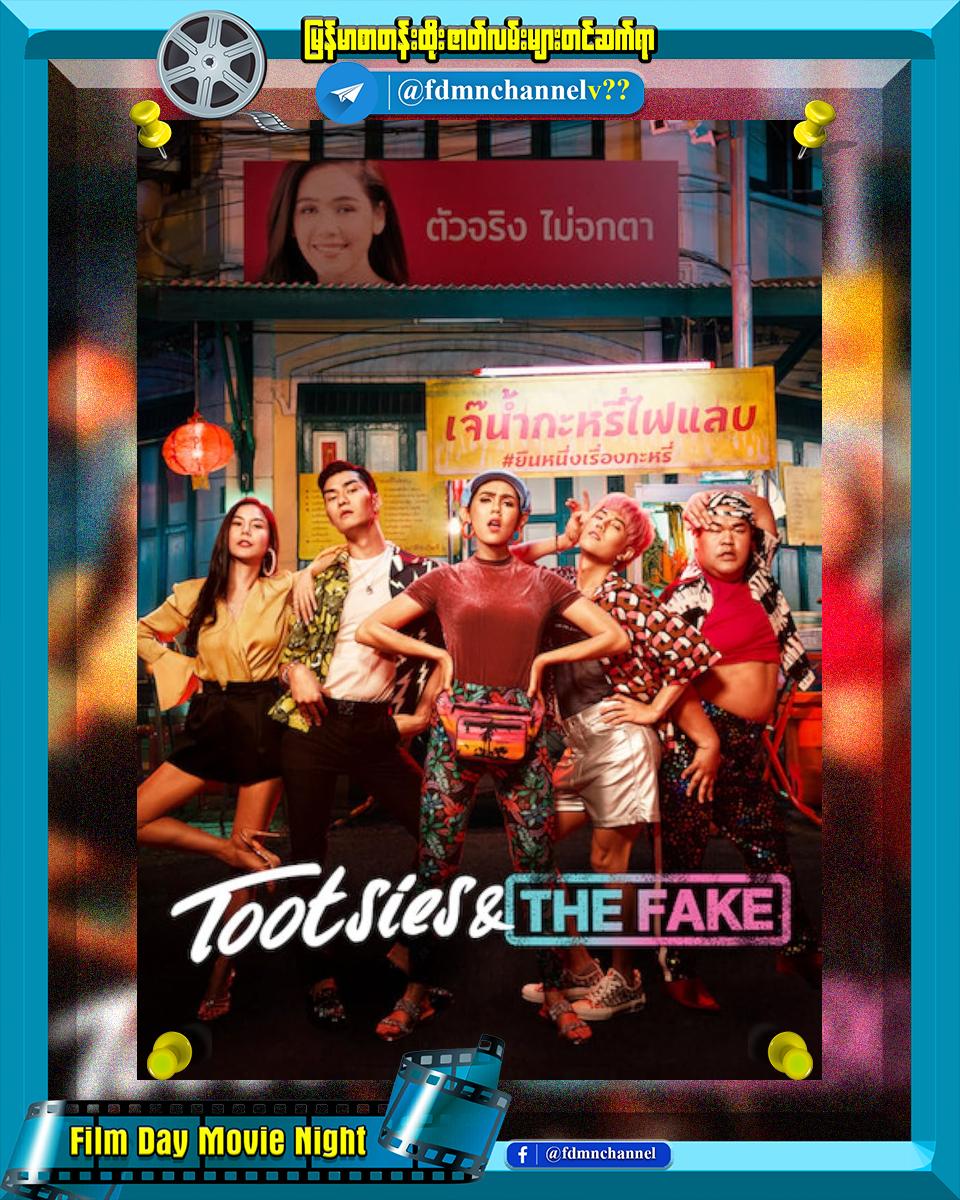 မြန်မာစာတန်းထိုးဇာတ်လမ်းများတင်ဆက်ရာ
@fdmnchannelv??
ตัวจริง ไม่จกตา
เจ๊น้ำกะหรี่ไฟแลบ
#ยืนหนึ่งเรื่องกะหรี่
Tootsies & THE FAKE
Film Day Movie Night
@fdmnchannel